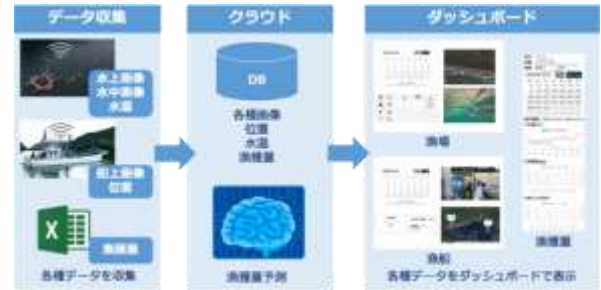 データ収集
水上画像
水中画像
水温
船上画像
位置
漁獲量
各種データを収集
クラウド
DB
各種画像
位置
水温
漁獲量
漁獲量予測
ダッシュボード
漁場
漁船
漁獲量
各種データをダッシュボードで表示